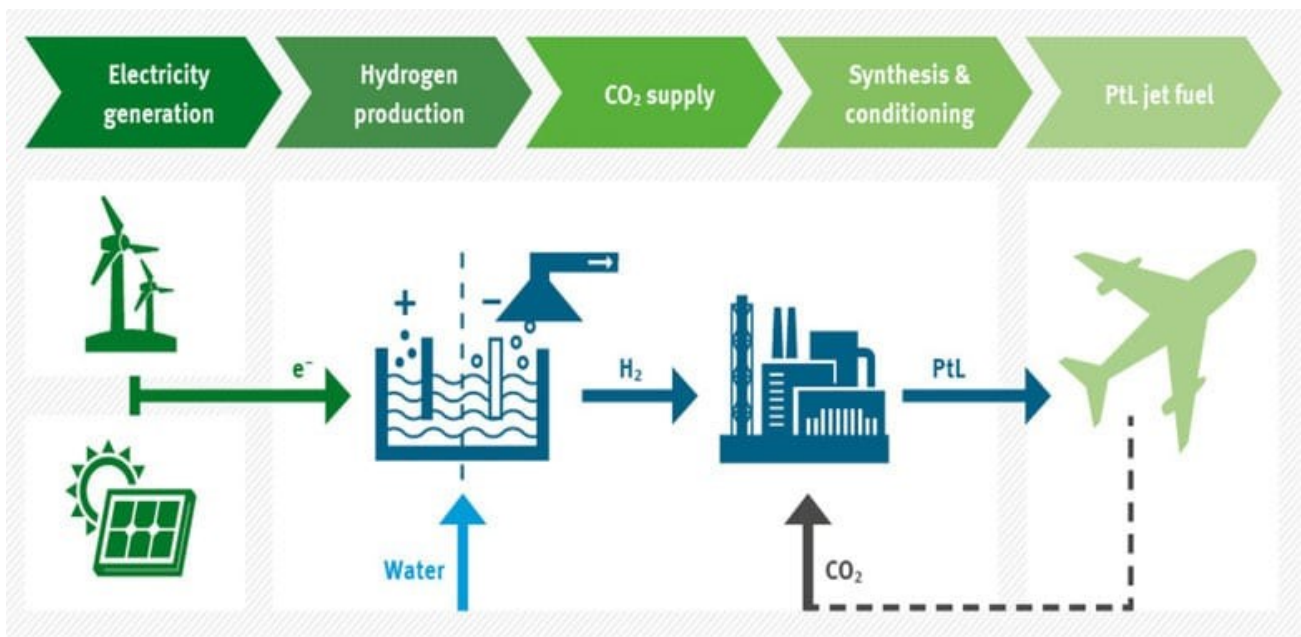 Electricity
generation
Hydrogen
production
CO₂ supply
Synthesis &
conditioning
PtL jet fuel
+
−
e⁻
H₂
PtL
Water
CO₂